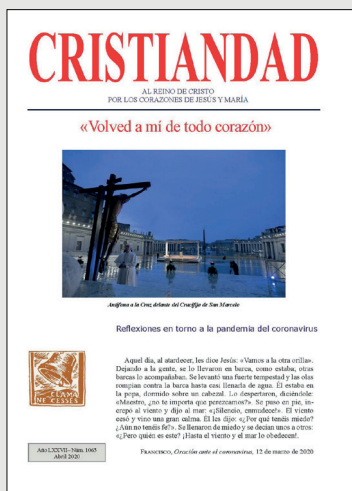 CRISTIANDAD
AL REINO DE CRISTO
POR LOS CORAZONES DE JESÚS Y MARÍA
«Volved a mí de todo corazón»
Antífona a la Cruz delante del Crucifijo de San Marcelo
Reflexiones en torno a la pandemia del coronavirus
Aquel día, al atardecer, les dice Jesús: «Vamos a la otra orilla».
Dejando a la gente, se lo llevaron en barca, como estaba, otras
barcas lo acompañaban. Se levantó una fuerte tempestad y las olas
rompían contra la barca hasta casi llenarla de agua. Él estaba en
la popa, dormido sobre un cabezal. Lo despertaron, diciéndole:
«Maestro, ¿no te importa que perezcamos?». Se puso en pie, in-
crepó al viento y dijo al mar: «¡Silencio, enmudece!». El viento
cesó y vino una gran calma. Él les dijo: «¿Por qué tenéis miedo?
¿Aún no tenéis fe?». Se llenaron de miedo y se decían unos a otros:
«¿Pero quién es este? ¡Hasta el viento y el mar lo obedecen!.
FRANCISCO, Oración ante el coronavirus, 12 de marzo de 2020
CLAMA
NE CESSES
Año LXXVII– Núm. 1065
Abril 2020